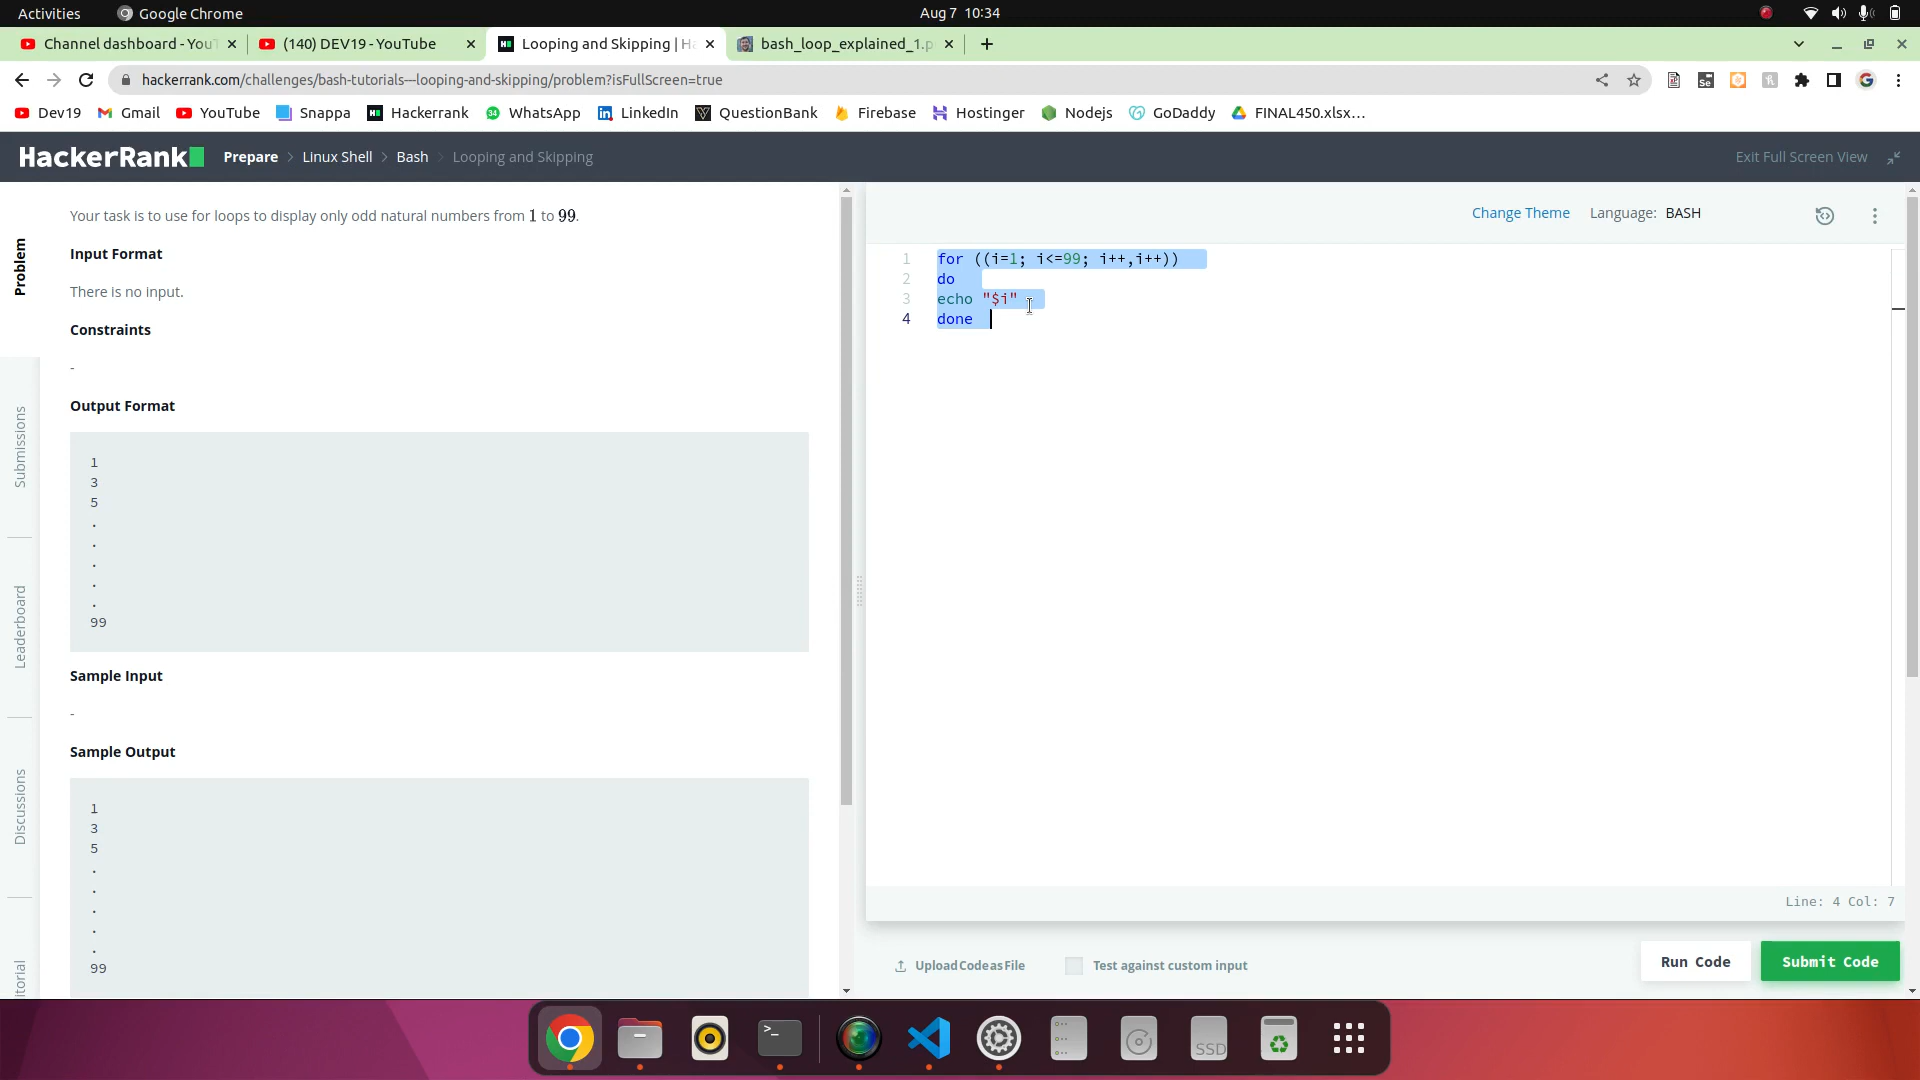 Activities Google Chrome Aug 7 10:34
Channel dashboard - YouT (140) DEV19 - YouTube Looping and Skipping | Ha bash_loop_explained_1.p
hackerrank.com/challenges/bash-tutorials---looping-and-skipping/problem?isFullScreen=true
Dev19 Gmail YouTube Snappa Hackerrank WhatsApp LinkedIn QuestionBank Firebase Hostinger Nodejs GoDaddy FINAL450.xlsx...
HackerRank Prepare > Linux Shell > Bash > Looping and Skipping Exit Full Screen View
Problem
Submissions
Leaderboard
Discussions
itorial
Your task is to use for loops to display only odd natural numbers from 1 to 99.
Input Format
There is no input.
Constraints
-
Output Format
1
3
5
.
.
.
.
.
99
Sample Input
-
Sample Output
1
3
5
.
.
.
.
.
99
Change Theme Language: BASH
1 for ((i=1; i<=99; i++,i++))
2 do
3 echo "$i"
4 done
Line: 4 Col: 7
Upload Code as File Test against custom input Run Code Submit Code
SSD